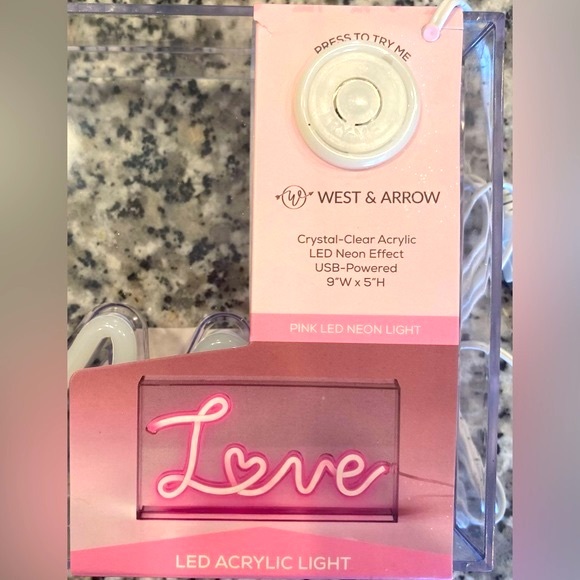 PRESS TO TRY ME
WEST & ARROW
Crystal-Clear Acrylic
LED Neon Effect
USB-Powered
9"W x 5"H
PINK LED NEON LIGHT
Love
LED ACRYLIC LIGHT